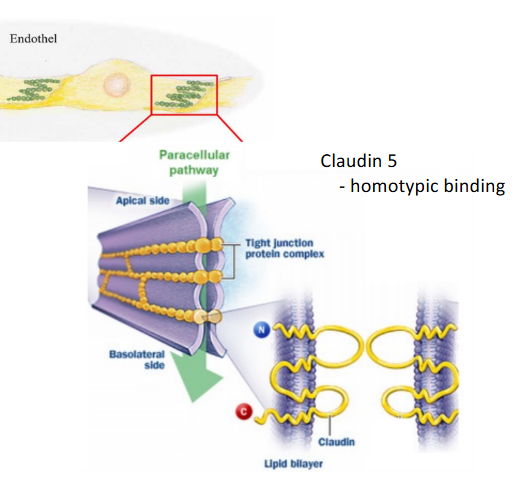 Endothel
Claudin 5
- homotypic binding
Paracellular
pathway
Apical side
Tight junction
protein complex
Basolateral
side
N
C
Claudin
Lipid bilayer